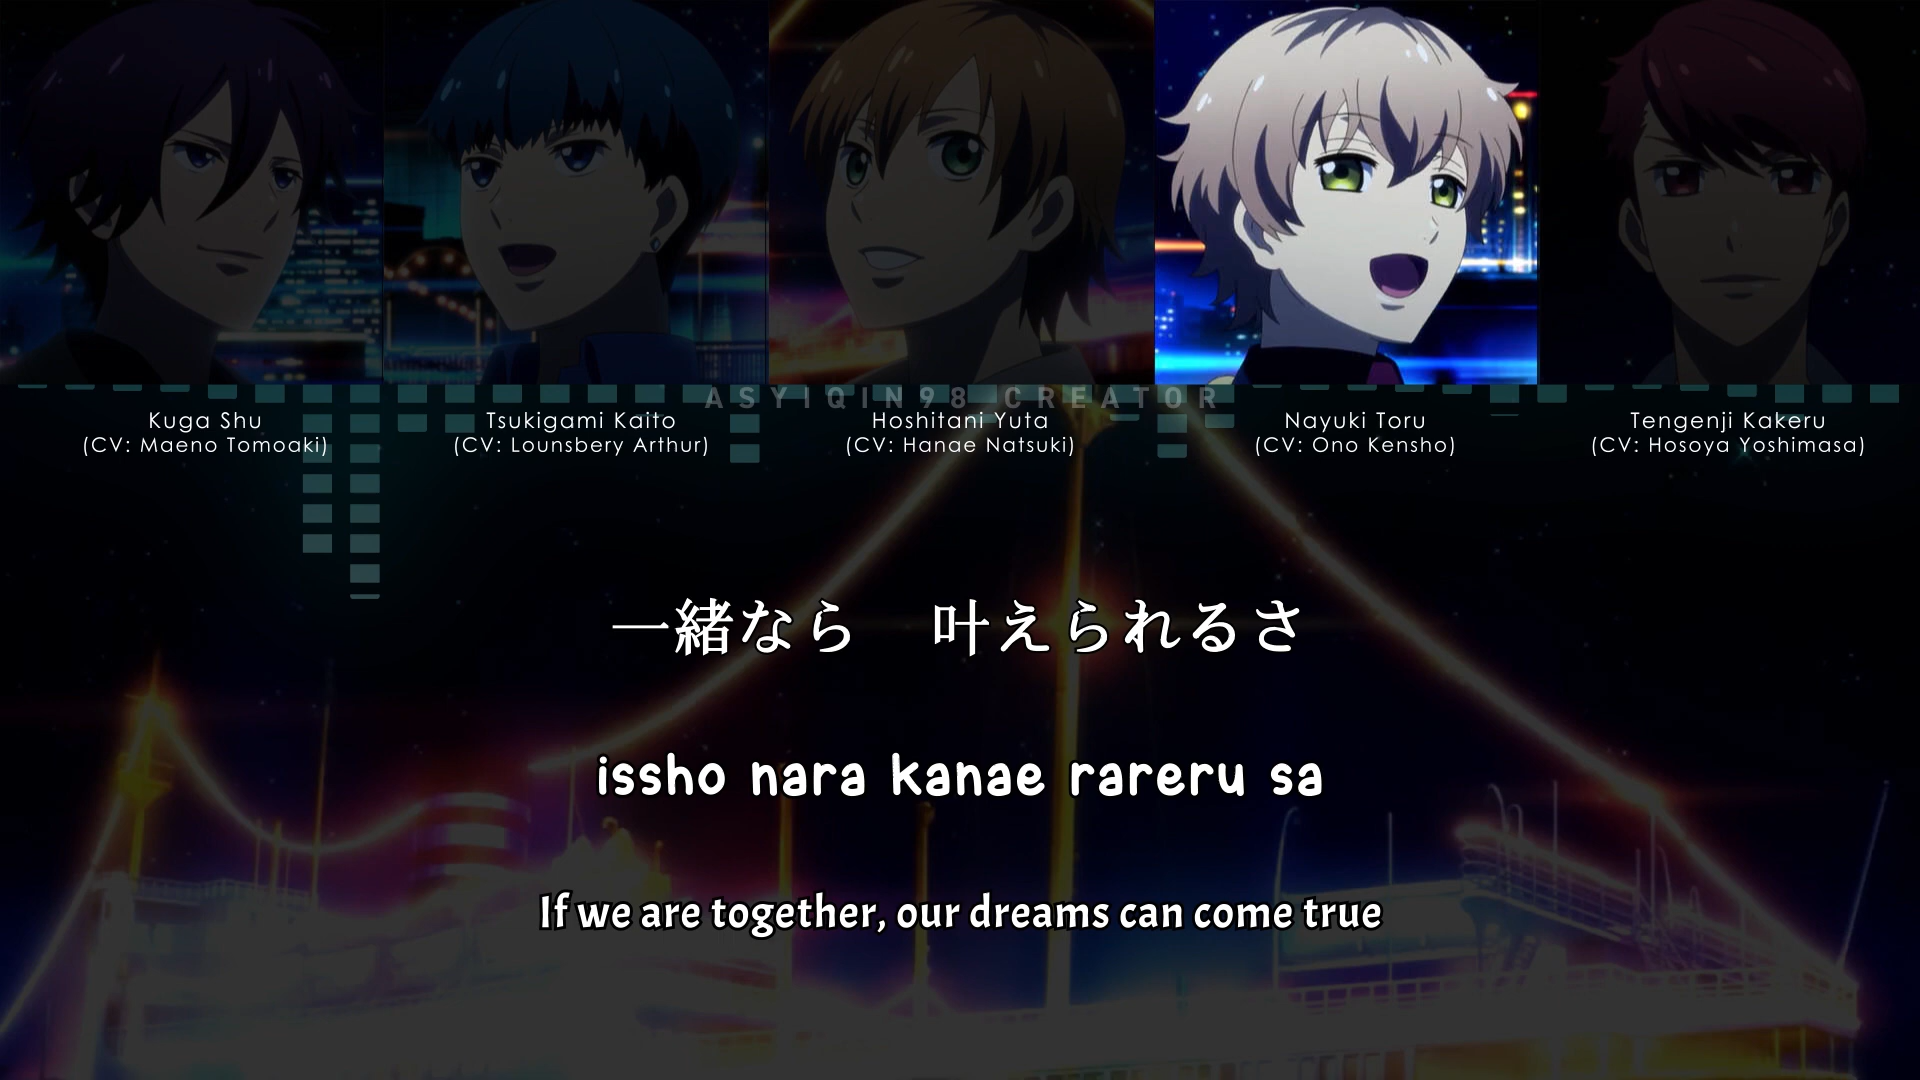 ASYIQIN98 CREATOR
Kuga Shu
(CV: Maeno Tomoaki)
Tsukigami Kaito
(CV: Lounsbery Arthur)
Hoshitani Yuta
(CV: Hanae Natsuki)
Nayuki Toru
(CV: Ono Kensho)
Tengenji Kakeru
(CV: Hosoya Yoshimasa)
一緒なら　叶えられるさ
issho nara kanae rareru sa
If we are together, our dreams can come true